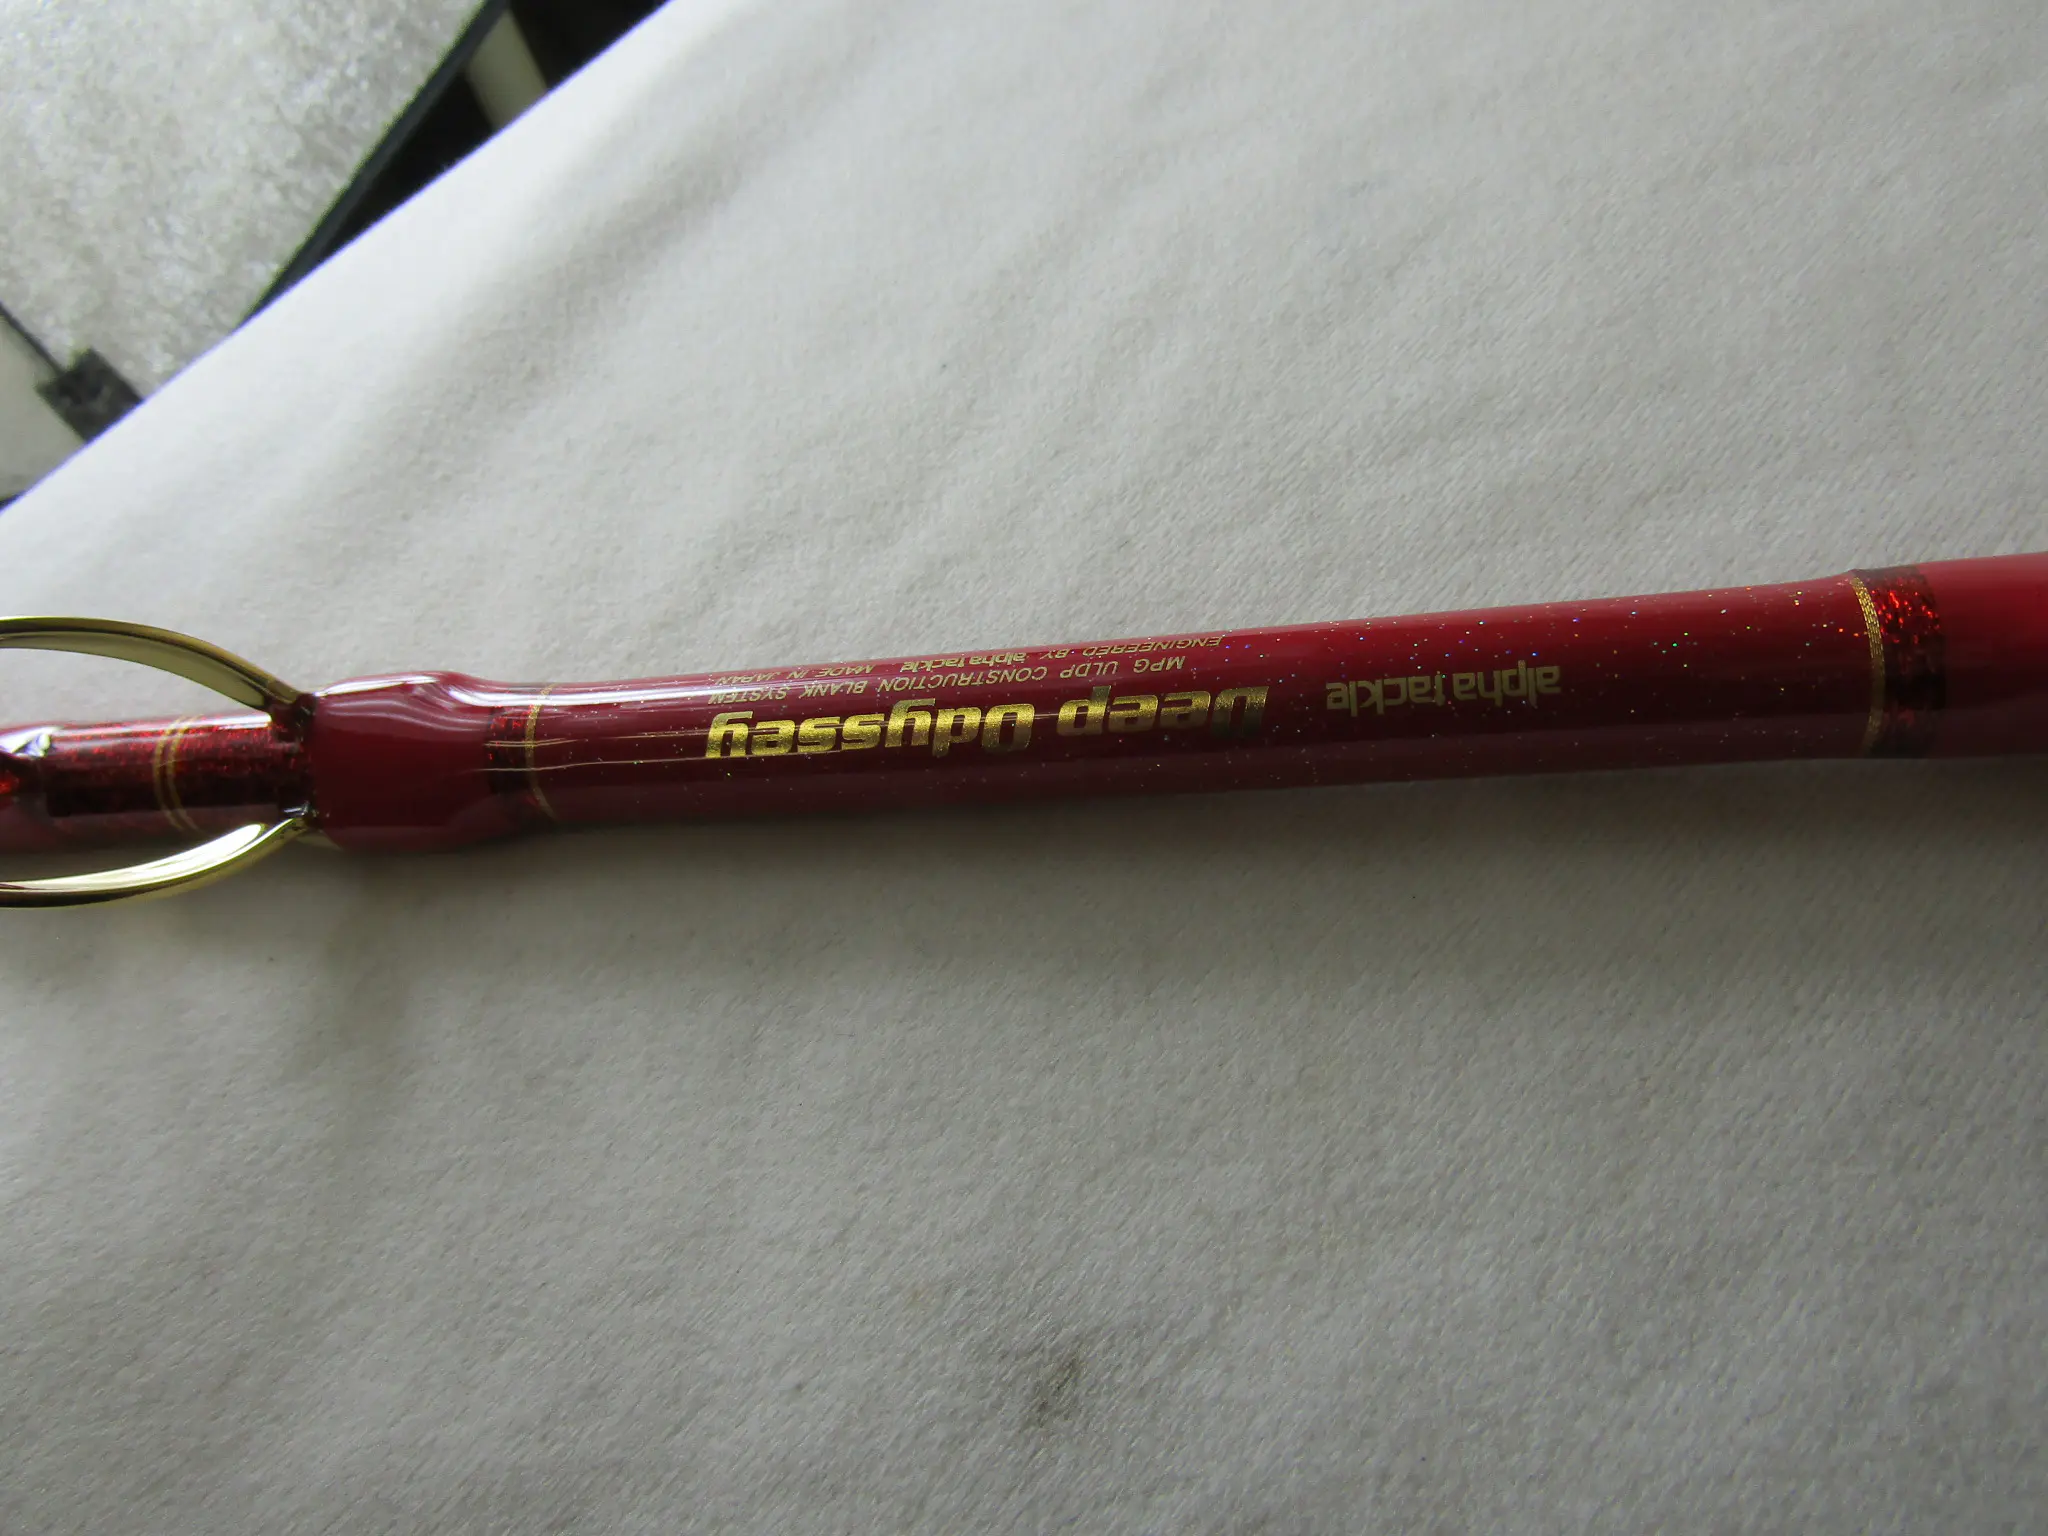 alpha tackle
Deep Odyssey
MPG ULDP CONSTRUCTION BLANK SYSTEM
ENGINEERED BY alpha tackle MADE IN JAPAN